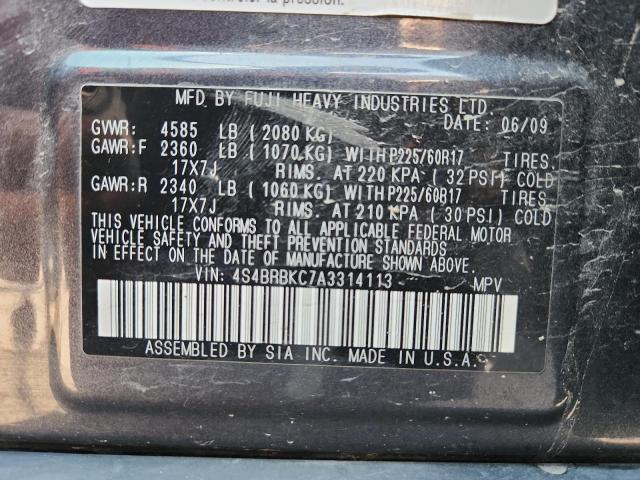 la pression.
MFD. BY FUJI HEAVY INDUSTRIES LTD.
DATE: 06/09
GVWR: 4585 LB (2080 KG)
GAWR:F 2360 LB (1070 KG) WITH P225/60R17 TIRES.
17X7J RIMS. AT 220 KPA (32 PSI) COLD
GAWR:R 2340 LB (1060 KG) WITH P225/60R17 TIRES.
17X7J RIMS. AT 210 KPA (30 PSI) COLD
THIS VEHICLE CONFORMS TO ALL APPLICABLE FEDERAL MOTOR
VEHICLE SAFETY AND THEFT PREVENTION STANDARDS
IN EFFECT ON THE DATE OF MANUFACTURE SHOWN ABOVE.
VIN: 4S4BRBKC7A3314113 MPV
ASSEMBLED BY SIA INC. MADE IN U.S.A.